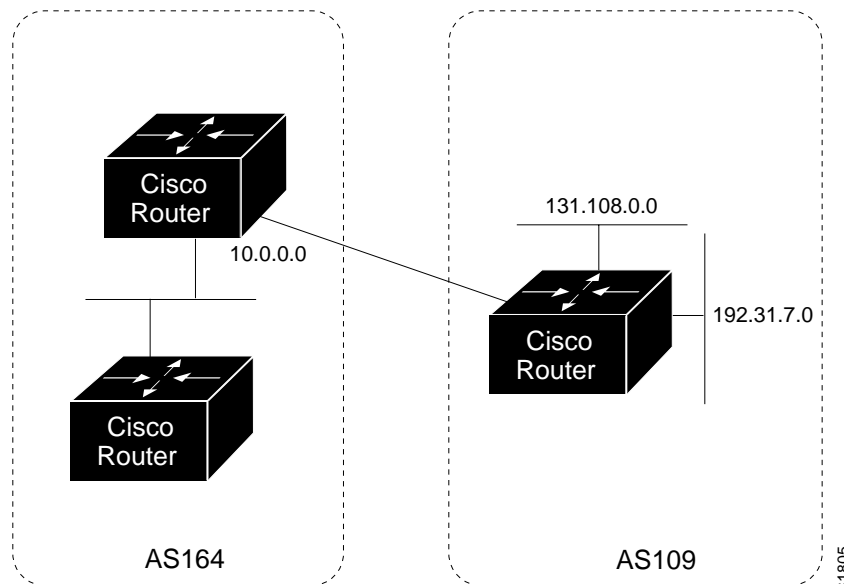 Cisco
Router
10.0.0.0
Cisco
Router
AS164
131.108.0.0
192.31.7.0
Cisco
Router
AS109